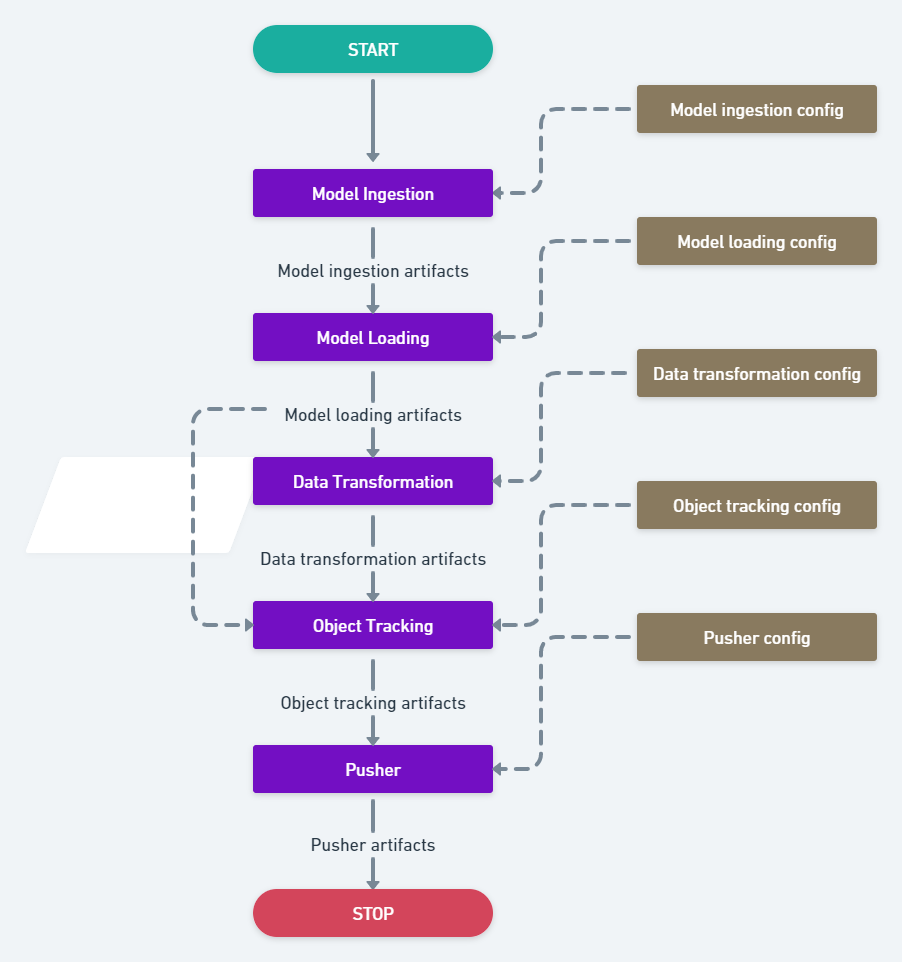 START
Model ingestion config
Model Ingestion
Model loading config
Model ingestion artifacts
Model Loading
Data transformation config
Model loading artifacts
Data Transformation
Object tracking config
Data transformation artifacts
Object Tracking
Pusher config
Object tracking artifacts
Pusher
Pusher artifacts
STOP